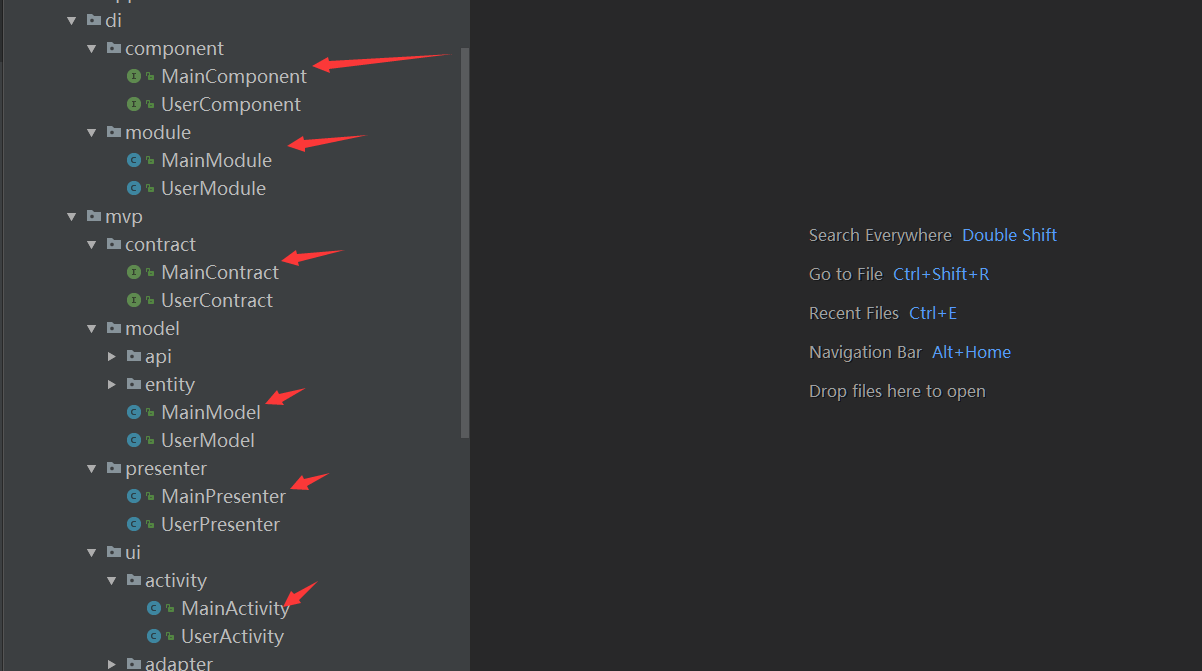 di
component
MainComponent
UserComponent
module
MainModule
UserModule
mvp
contract
MainContract
UserContract
model
api
entity
MainModel
UserModel
presenter
MainPresenter
UserPresenter
ui
activity
MainActivity
UserActivity
adapter
Search Everywhere Double Shift
Go to File Ctrl+Shift+R
Recent Files Ctrl+E
Navigation Bar Alt+Home
Drop files here to open